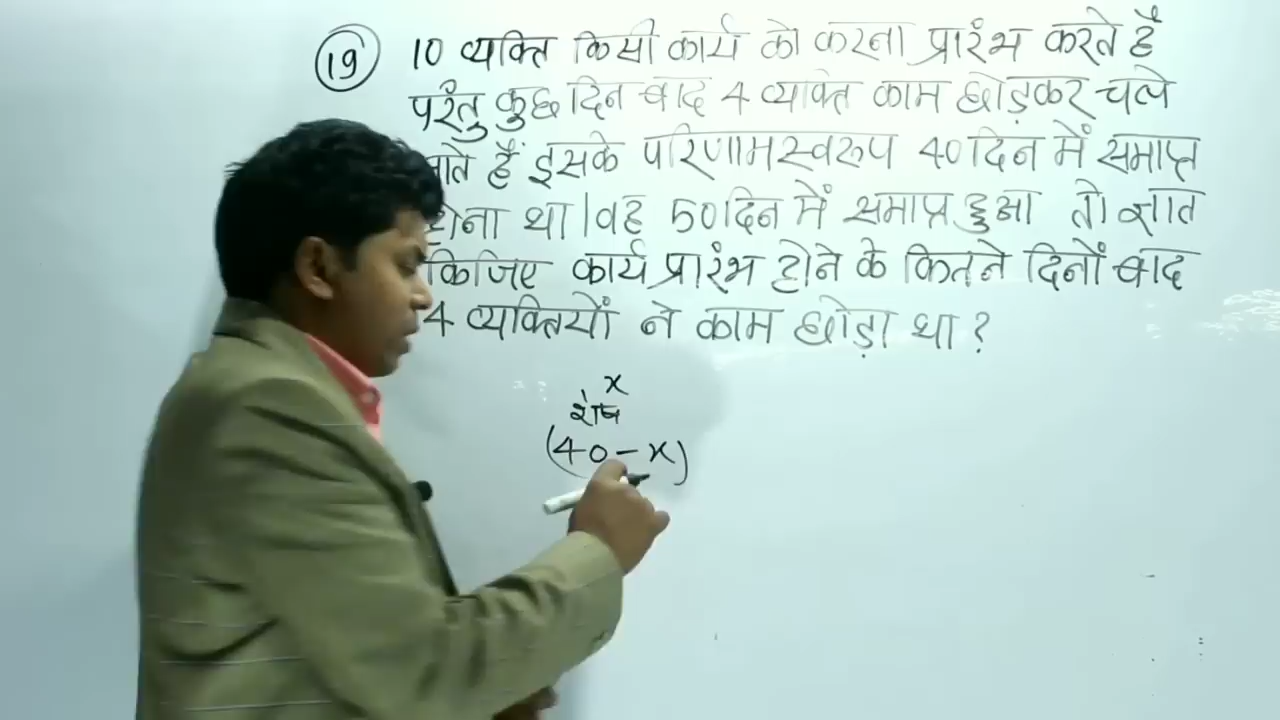 19 10 व्यक्ति किसी कार्य को करना प्रारंभ करते है
परंतु कुछ दिन बाद 4 व्यक्ति काम छोड़कर चले
जाते हैं इसके परिणामस्वरूप 40 दिन में समाप्त
होना था। वह 50 दिन में समाप्त हुआ तो ज्ञात
किजिए कार्य प्रारंभ होने के कितने दिनों बाद
4 व्यक्तियों ने काम छोड़ा था ?
x
शेष
(40-x)